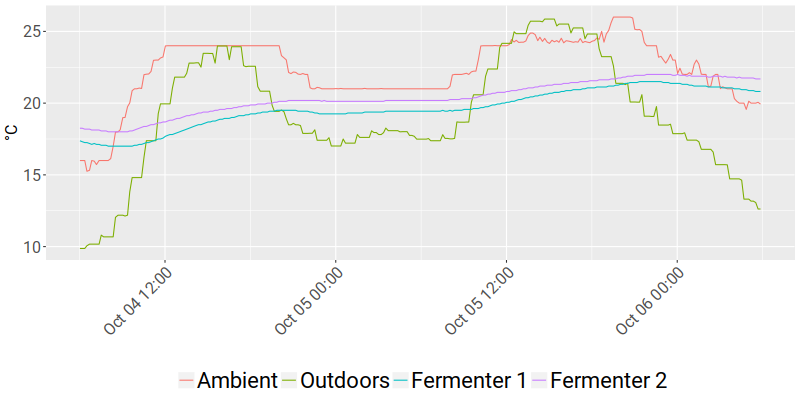 25
20
15
10
°C
Oct 04 12:00
Oct 05 00:00
Oct 05 12:00
Oct 06 00:00
Ambient Outdoors Fermenter 1 Fermenter 2